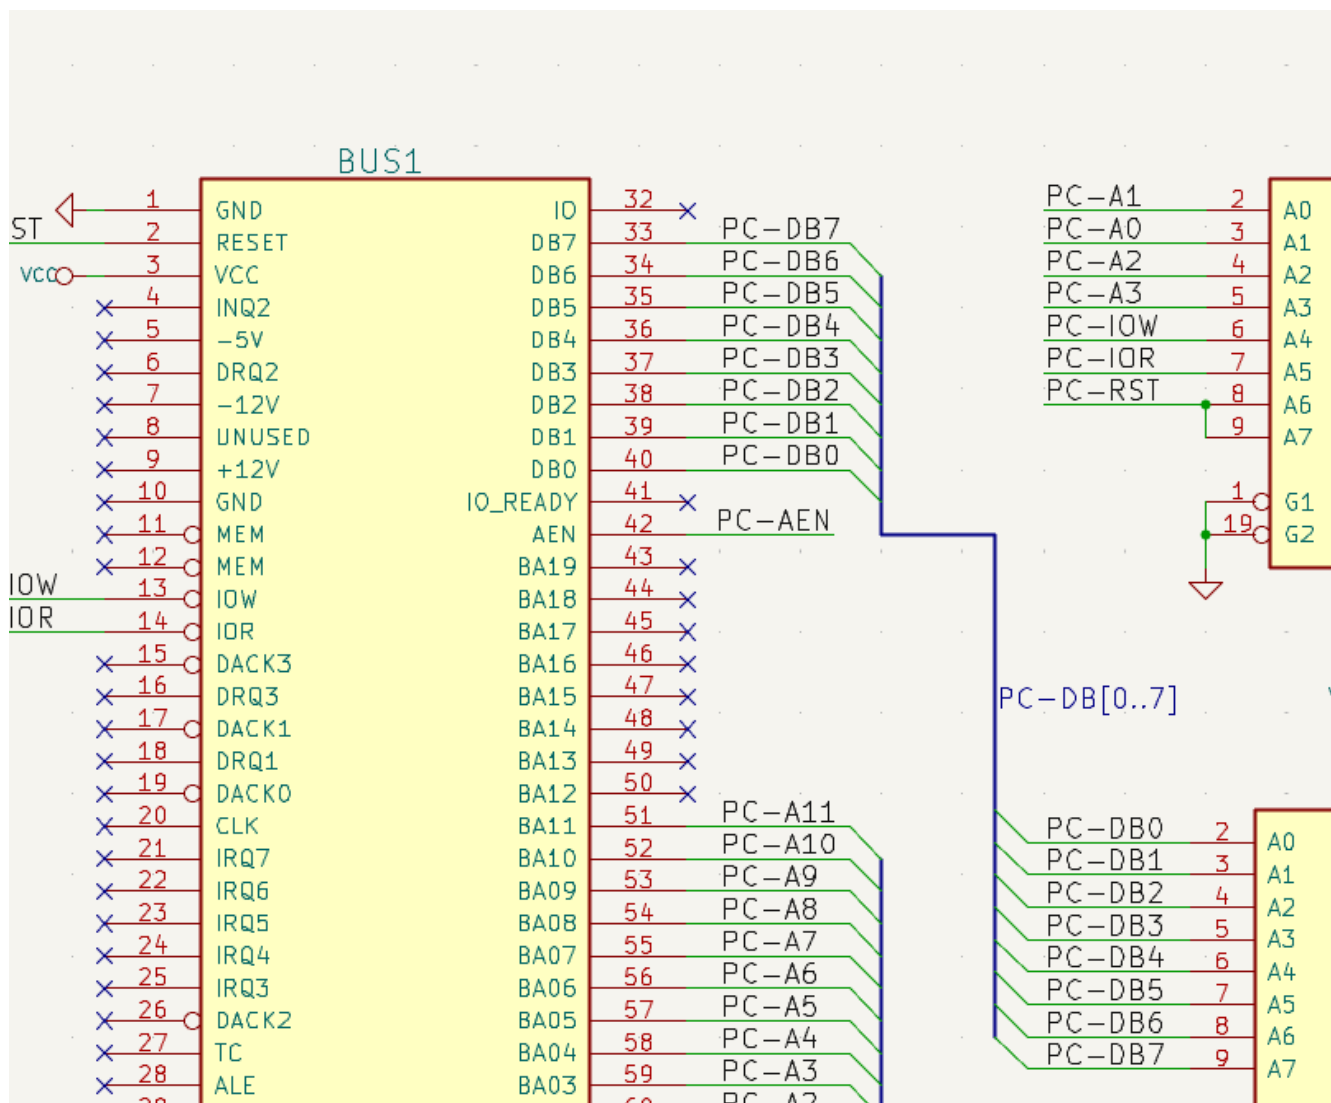 BUS1
1 GND IO 32
ST 2 RESET DB7 33 PC-DB7
VCC 3 VCC DB6 34 PC-DB6
4 INQ2 DB5 35 PC-DB5
5 -5V DB4 36 PC-DB4
6 DRQ2 DB3 37 PC-DB3
7 -12V DB2 38 PC-DB2
8 UNUSED DB1 39 PC-DB1
9 +12V DB0 40 PC-DB0
10 GND IO_READY 41
11 MEM AEN 42 PC-AEN
12 MEM BA19 43
IOW 13 IOW BA18 44
IOR 14 IOR BA17 45
15 DACK3 BA16 46
16 DRQ3 BA15 47
17 DACK1 BA14 48
18 DRQ1 BA13 49
19 DACK0 BA12 50
20 CLK BA11 51 PC-A11
21 IRQ7 BA10 52 PC-A10
22 IRQ6 BA09 53 PC-A9
23 IRQ5 BA08 54 PC-A8
24 IRQ4 BA07 55 PC-A7
25 IRQ3 BA06 56 PC-A6
26 DACK2 BA05 57 PC-A5
27 TC BA04 58 PC-A4
28 ALE BA03 59 PC-A3
PC-A1 2 A0
PC-A0 3 A1
PC-A2 4 A2
PC-A3 5 A3
PC-IOW 6 A4
PC-IOR 7 A5
PC-RST 8 A6
9 A7
1 G1
19 G2
PC-DB[0..7]
PC-DB0 2 A0
PC-DB1 3 A1
PC-DB2 4 A2
PC-DB3 5 A3
PC-DB4 6 A4
PC-DB5 7 A5
PC-DB6 8 A6
PC-DB7 9 A7